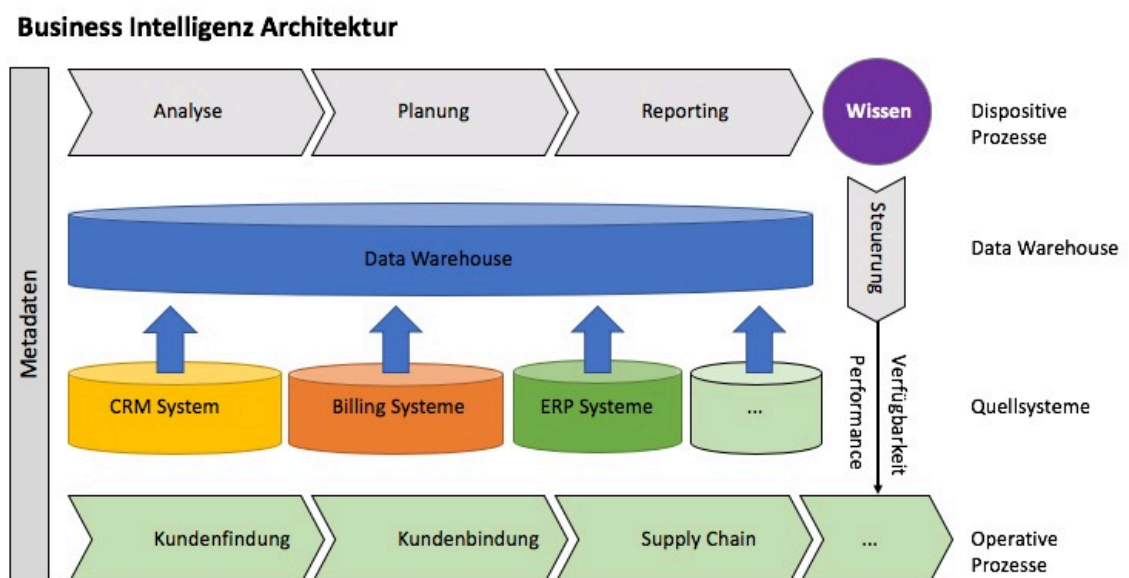 Business Intelligenz Architektur
Metadaten
Analyse
Planung
Reporting
Wissen
Dispositive
Prozesse
Steuerung
Data Warehouse
Data Warehouse
CRM System
Billing Systeme
ERP Systeme
...
Verfügbarkeit
Performance
Quellsysteme
Kundenfindung
Kundenbindung
Supply Chain
...
Operative
Prozesse